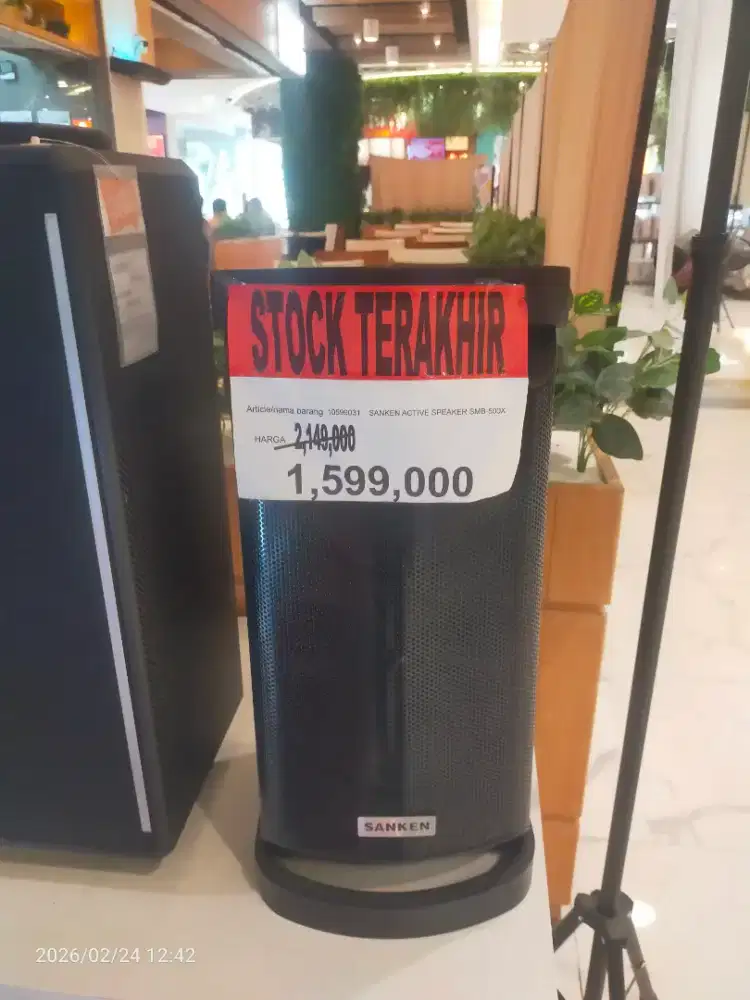 STOCK TERAKHIR
Article/nama barang 10596031 SANKEN ACTIVE SPEAKER SMB-500X
HARGA 2,149,000
1,599,000
SANKEN
2026/02/24 12:42